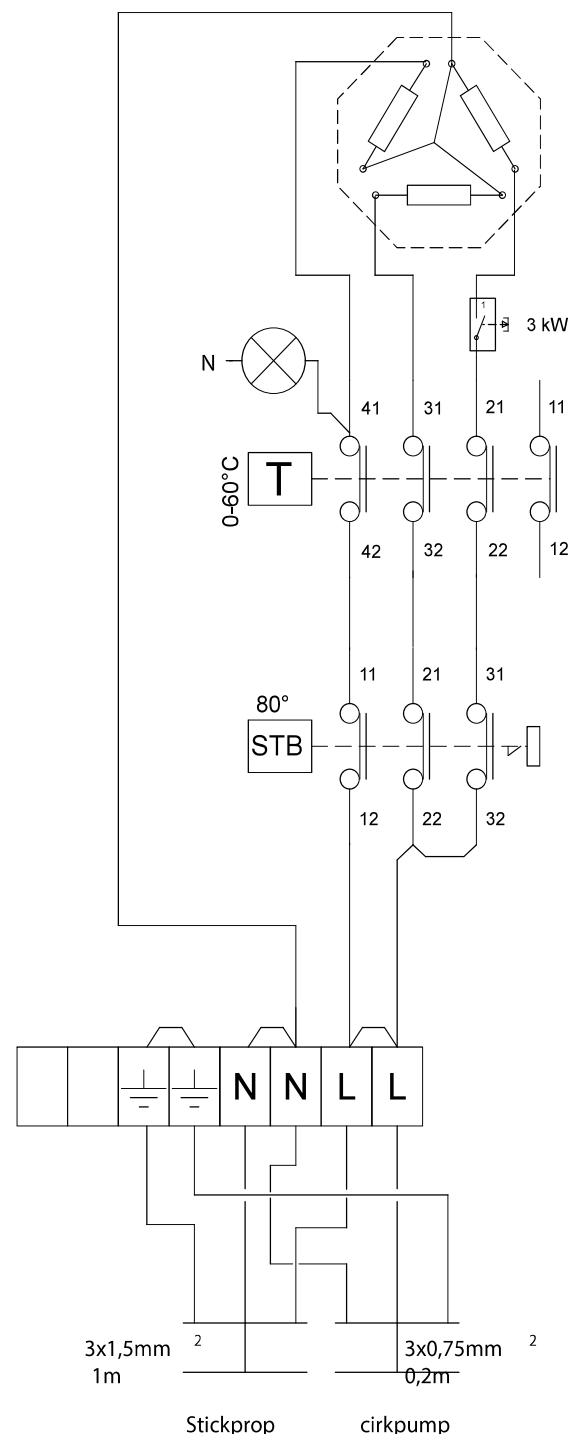 1
3 kW
N
41 31 21 11
0-60°C
T
42 32 22 12
11 21 31
80°
STB
12 22 32
N N L L
3x1,5mm 2
1m
3x0,75mm 2
0,2m
Stickprop
cirkpump